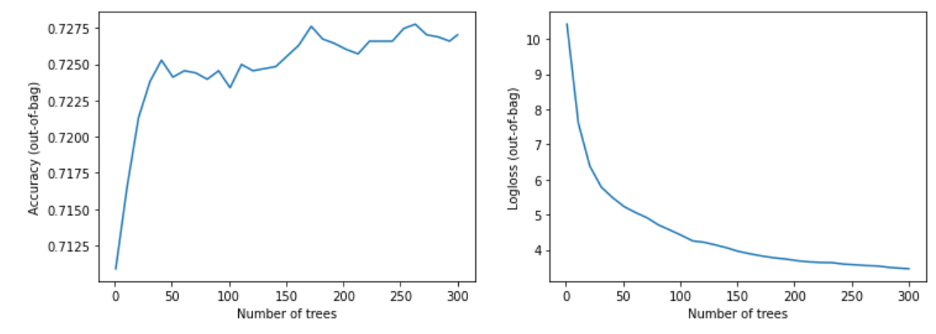 0.7275
0.7250
0.7225
0.7200
0.7175
0.7150
0.7125
Accuracy (out-of-bag)
0 50 100 150 200 250 300
Number of trees
10
9
8
7
6
5
4
Logloss (out-of-bag)
0 50 100 150 200 250 300
Number of trees